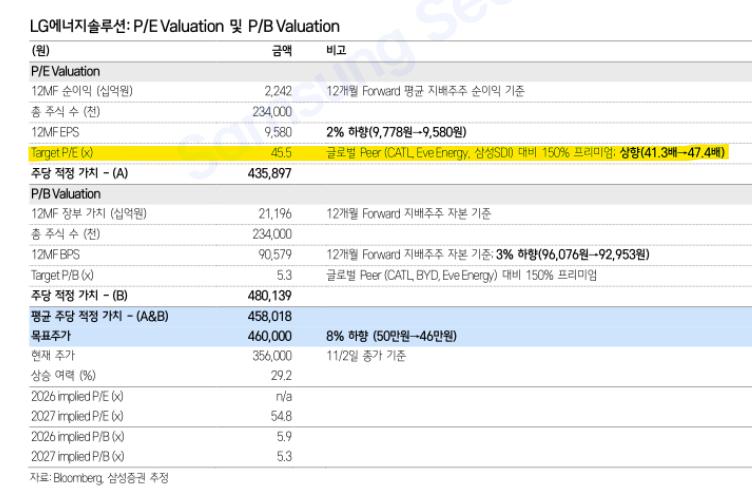 LG에너지솔루션: P/E Valuation 및 P/B Valuation
(원) 금액 비고
P/E Valuation
12MF 순이익 (십억원) 2,242 12개월 Forward 평균 지배주주 순이익 기준
총 주식 수 (천) 234,000
12MF EPS 9,580 2% 하향(9,778원→9,580원)
Target P/E (x) 45.5 글로벌 Peer (CATL, Eve Energy, 삼성SDI) 대비 150% 프리미엄; 상향(41.3배→47.4배)
주당 적정 가치 - (A) 435,897
P/B Valuation
12MF 장부 가치 (십억원) 21,196 12개월 Forward 지배주주 자본 기준
총 주식 수 (천) 234,000
12MF BPS 90,579 12개월 Forward 지배주주 자본 기준; 3% 하향(96,076원→92,953원)
Target P/B (x) 5.3 글로벌 Peer (CATL, BYD, Eve Energy) 대비 150% 프리미엄
주당 적정 가치 - (B) 480,139
평균 주당 적정 가치 - (A&B) 458,018
목표주가 460,000 8% 하향 (50만원→46만원)
현재 주가 356,000 11/2일 종가 기준
상승 여력 (%) 29.2
2026 implied P/E (x) n/a
2027 implied P/E (x) 54.8
2026 implied P/B (x) 5.9
2027 implied P/B (x) 5.3
자료: Bloomberg, 삼성증권 추정
Samsung Se